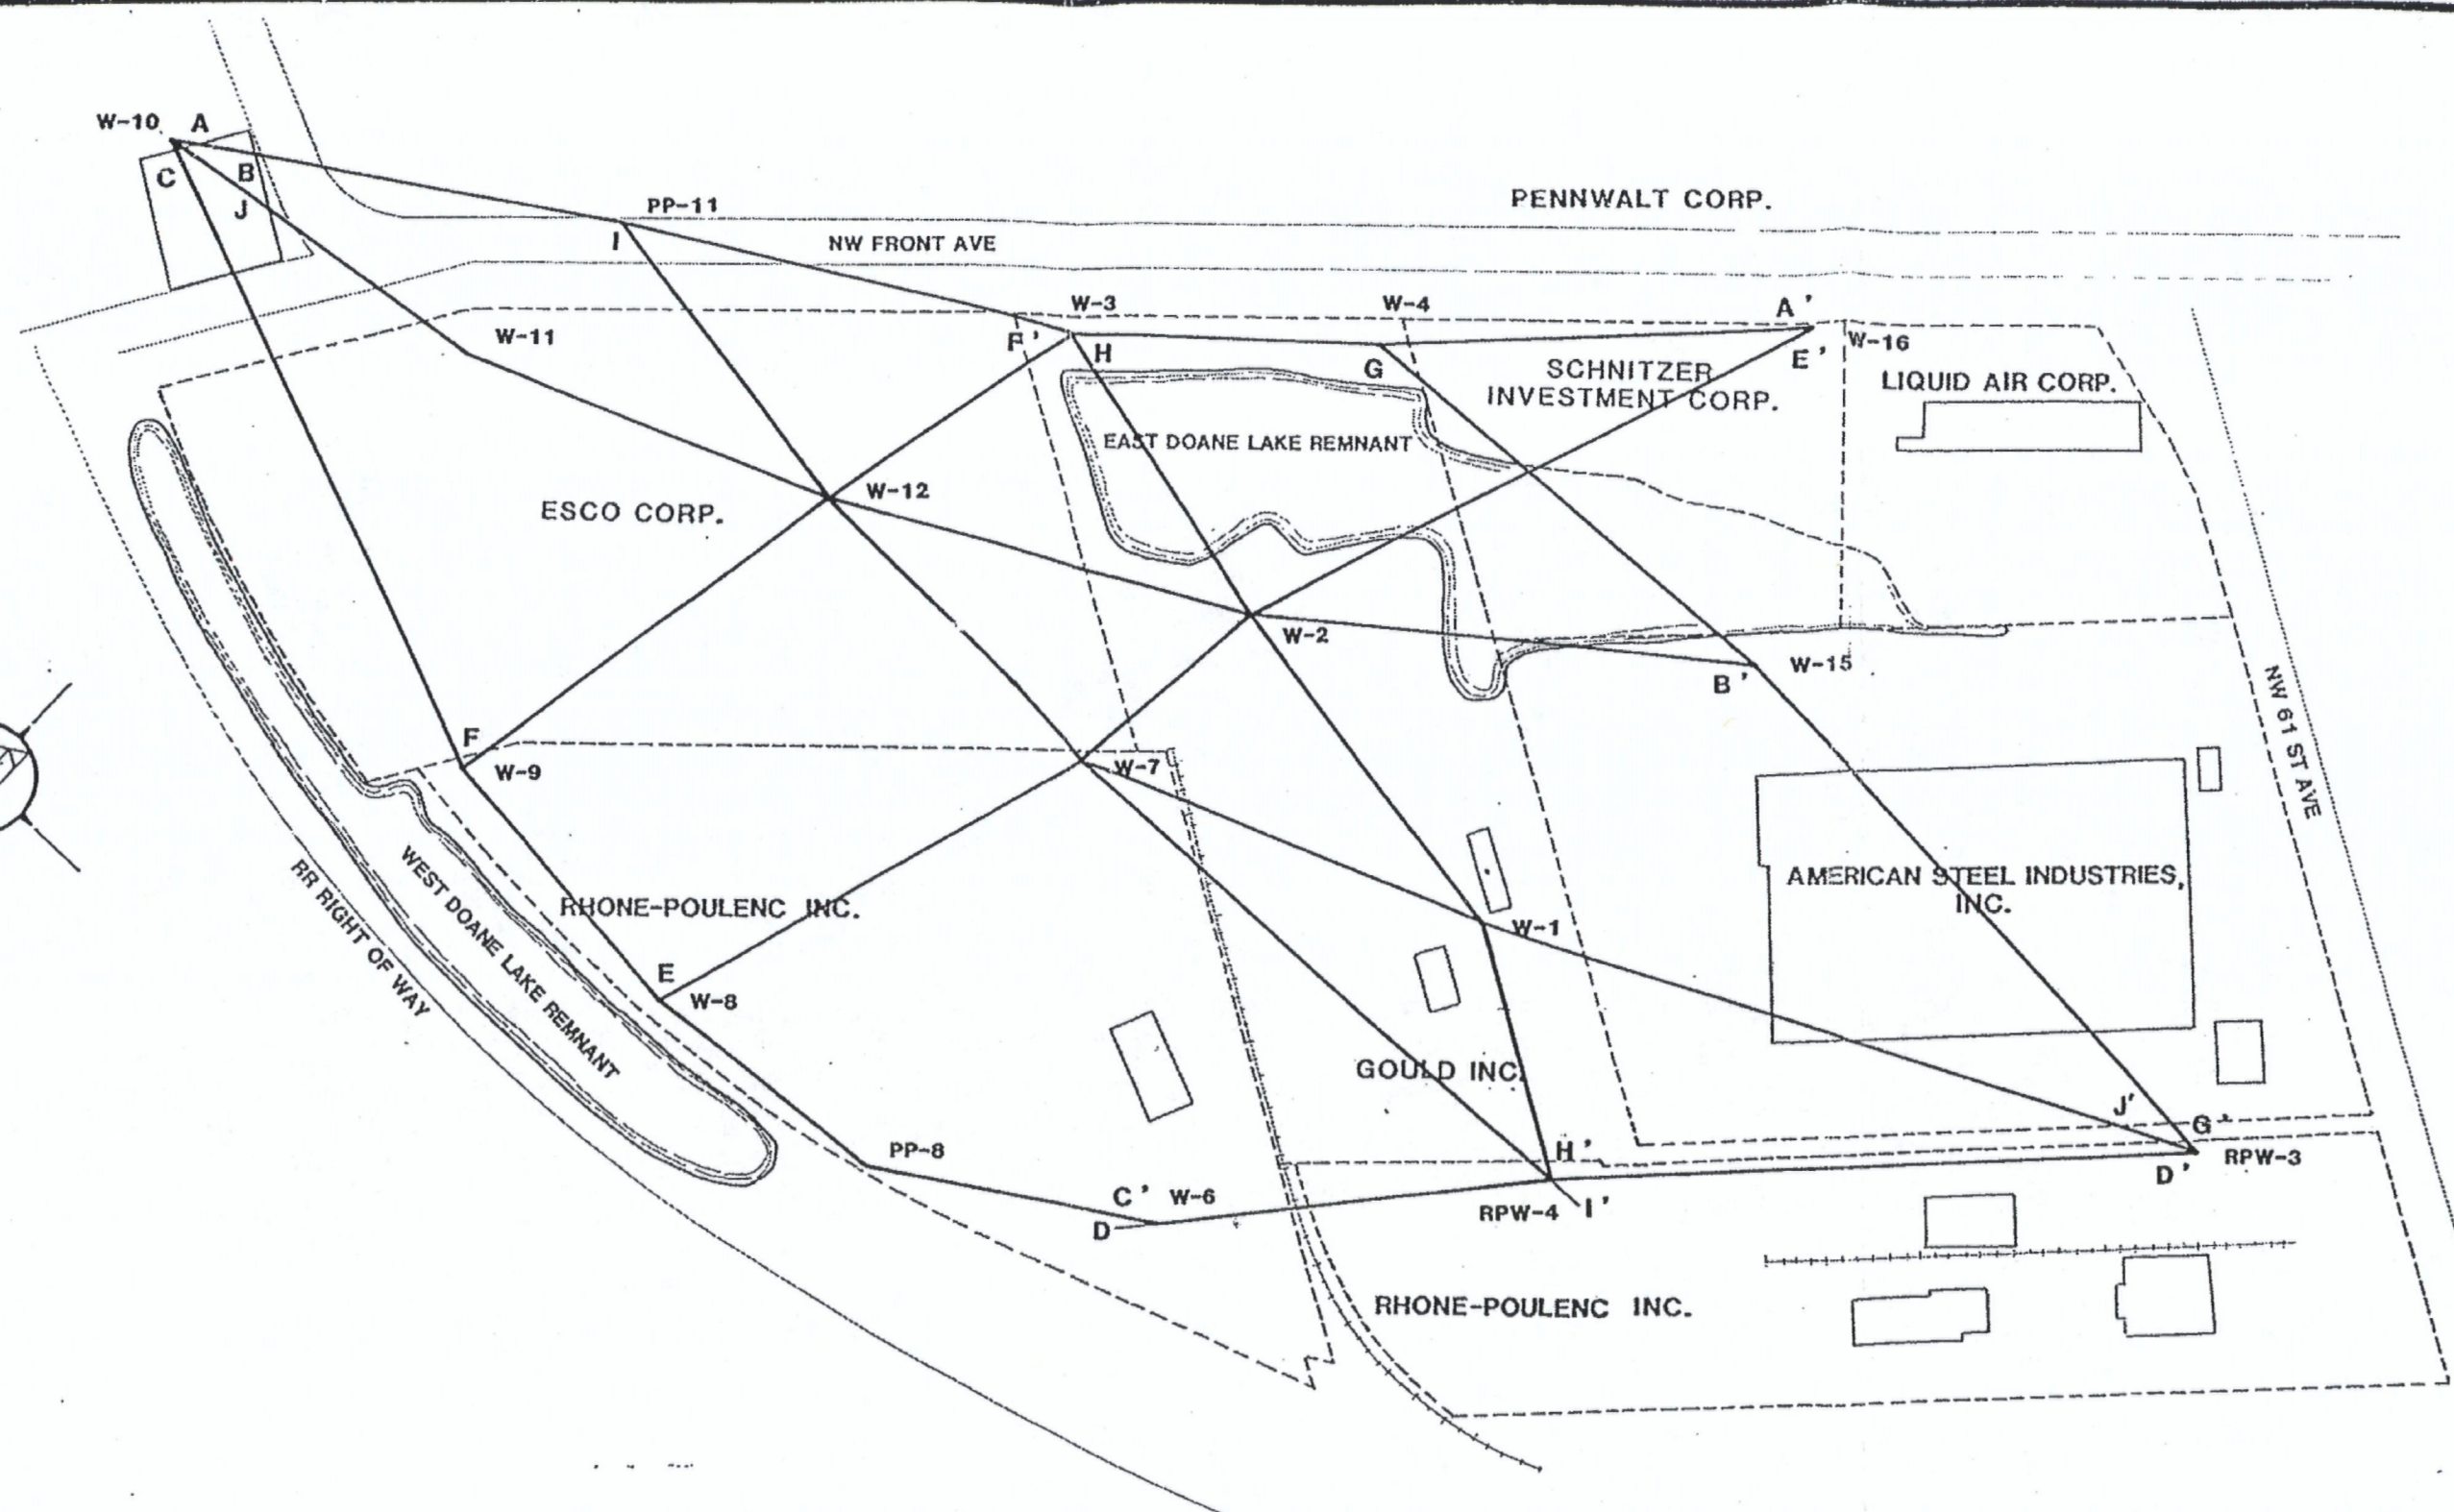 W-10
A
C
B
J
PP-11
I
NW FRONT AVE
PENNWALT CORP.
W-11
W-3
F'
H
W-4
G
A'
E'
W-16
SCHNITZER
INVESTMENT CORP.
LIQUID AIR CORP.
EAST DOANE LAKE REMNANT
ESCO CORP.
W-12
W-2
W-15
B'
NW 61 ST AVE
F
W-9
W-7
WEST DOANE LAKE REMNANT
RR RIGHT OF WAY
RHONE-POULENC INC.
AMERICAN STEEL INDUSTRIES,
INC.
W-1
E
W-8
GOULD INC.
PP-8
C'
W-6
D
H'
RPW-4
I'
J'
G'
D'
RPW-3
RHONE-POULENC INC.